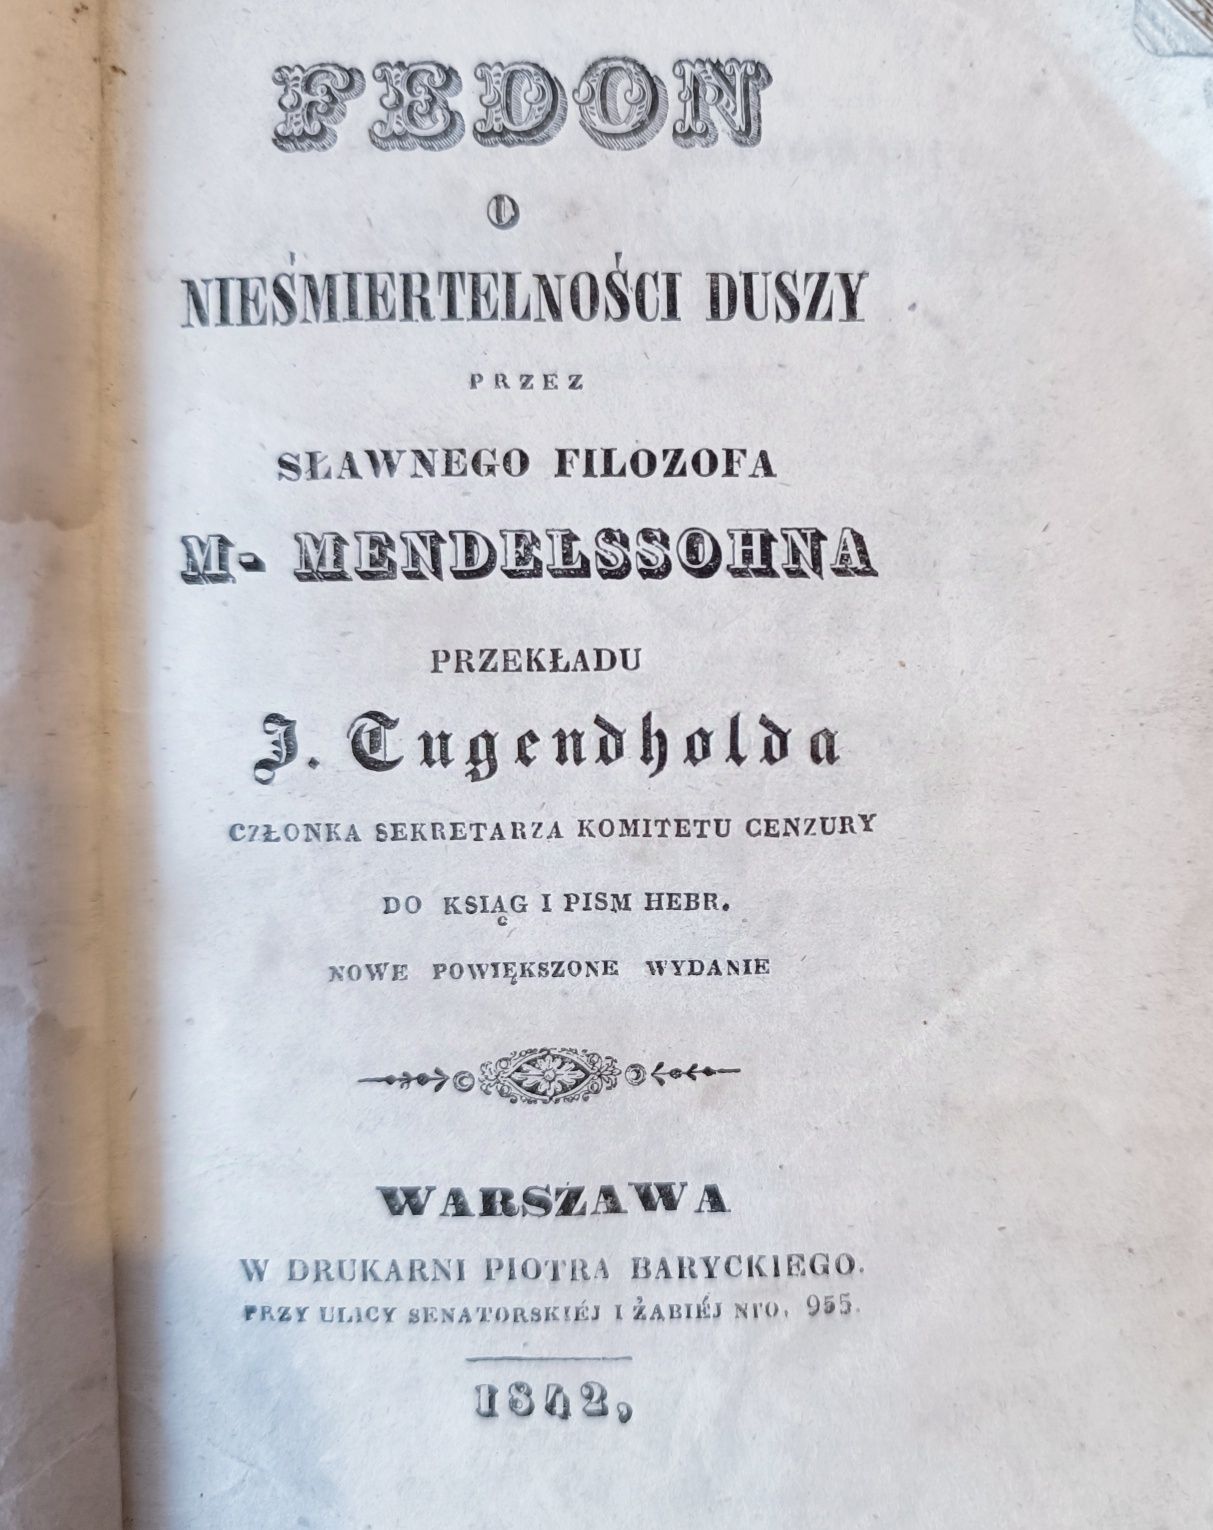 FEDON
O
NIEŚMIERTELNOŚCI DUSZY
PRZEZ
SŁAWNEGO FILOZOFA
M- MENDELSSOHNA
PRZEKŁADU
J. Tugendholda
CZŁONKA SEKRETARZA KOMITETU CENZURY
DO KSIĄG I PISM HEBR.
NOWE POWIĘKSZONE WYDANIE
WARSZAWA
W DRUKARNI PIOTRA BARYCKIEGO.
PRZY ULICY SENATORSKIÉJ I ŻABIÉJ NrO. 955.
1842,